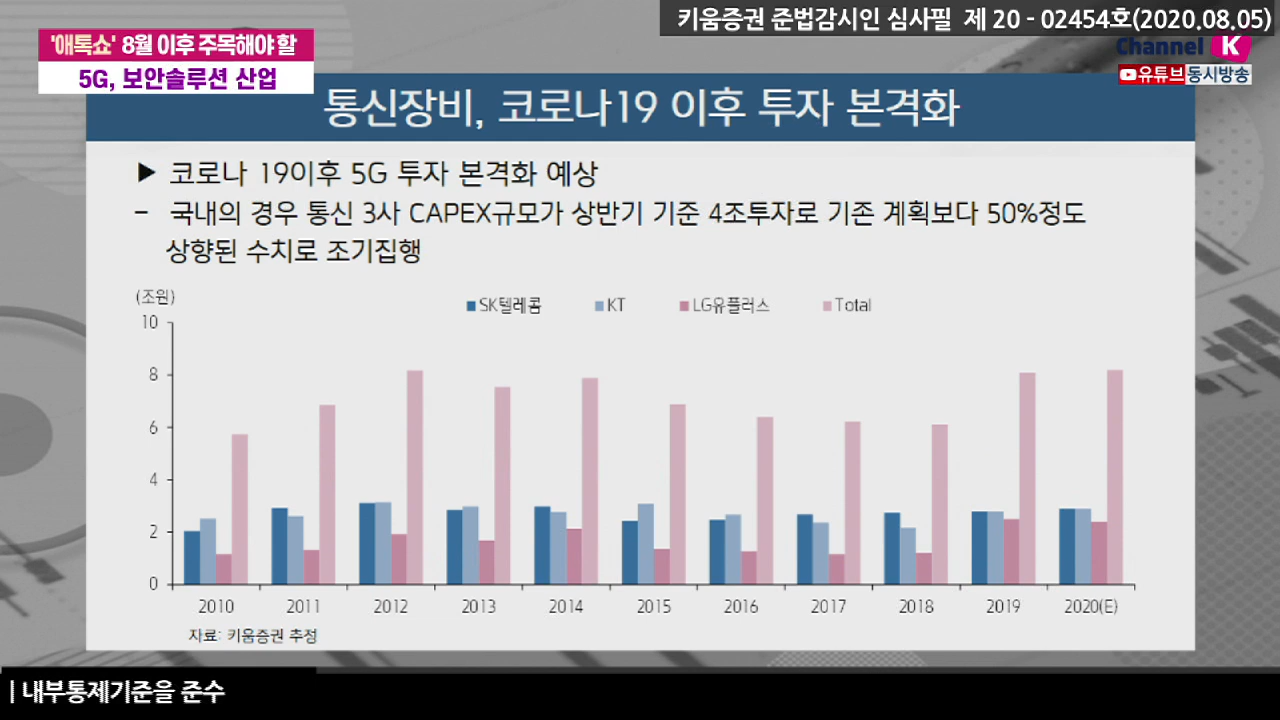 키움증권 준법감시인 심사필 제 20 - 02454호(2020.08.05)
'애톡쇼' 8월 이후 주목해야 할
5G, 보안솔루션 산업
Channel K
유튜브 동시방송
통신장비, 코로나19 이후 투자 본격화
▶ 코로나 19이후 5G 투자 본격화 예상
- 국내의 경우 통신 3사 CAPEX규모가 상반기 기준 4조투자로 기존 계획보다 50%정도
상향된 수치로 조기집행
(조원)
SK텔레콤 KT LG유플러스 Total
10
8
6
4
2
0
2010 2011 2012 2013 2014 2015 2016 2017 2018 2019 2020(E)
자료: 키움증권 추정
| 내부통제기준을 준수